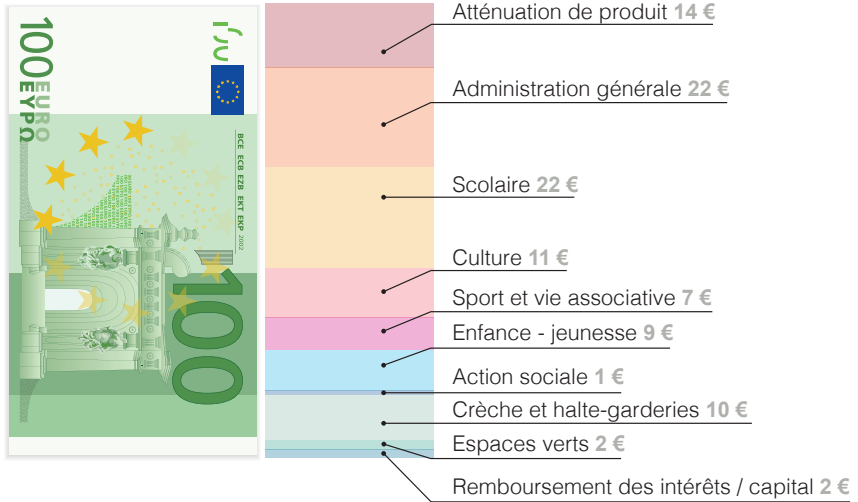 Atténuation de produit 14 €
Administration générale 22 €
Scolaire 22 €
Culture 11 €
Sport et vie associative 7 €
Enfance - jeunesse 9 €
Action sociale 1 €
Crèche et halte-garderies 10 €
Espaces verts 2 €
Remboursement des intérêts / capital 2 €
100 EURO
ΕΥΡΩ
BCE ECB EZB EKT EKP 2002
100